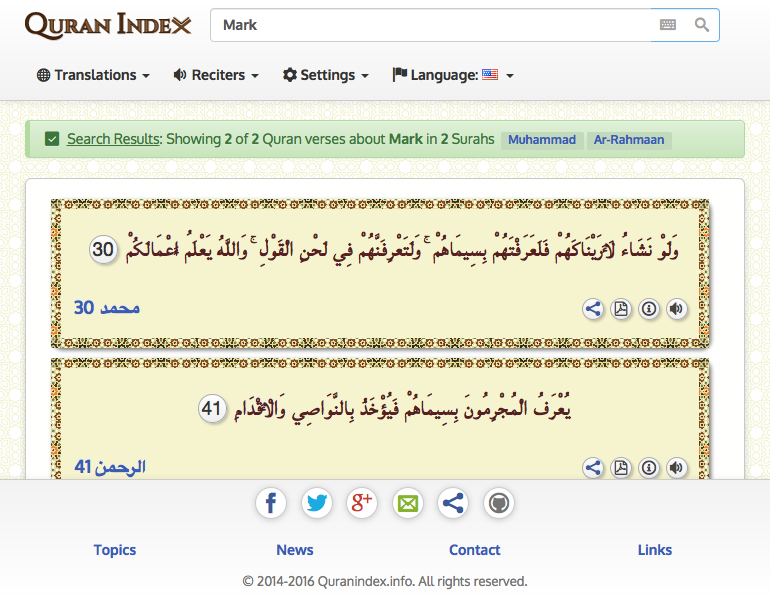 QURAN INDEX
Mark
Translations
Reciters
Settings
Language:
Search Results: Showing 2 of 2 Quran verses about Mark in 2 Surahs Muhammad Ar-Rahmaan
وَلَوْ نَشَاءُ لَأَرَيْنَاكَهُمْ فَلَعَرَفْتَهُمْ بِسِيمَاهُمْ ۚ وَلَتَعْرِفَنَّهُمْ فِي لَحْنِ الْقَوْلِ ۚ وَاللَّهُ يَعْلَمُ أَعْمَالَكُمْ 30
محمد 30
يُعْرَفُ الْمُجْرِمُونَ بِسِيمَاهُمْ فَيُؤْخَذُ بِالنَّوَاصِي وَالْأَقْدَامِ 41
الرحمن 41
f
g+
Topics
News
Contact
Links
© 2014-2016 Quranindex.info. All rights reserved.